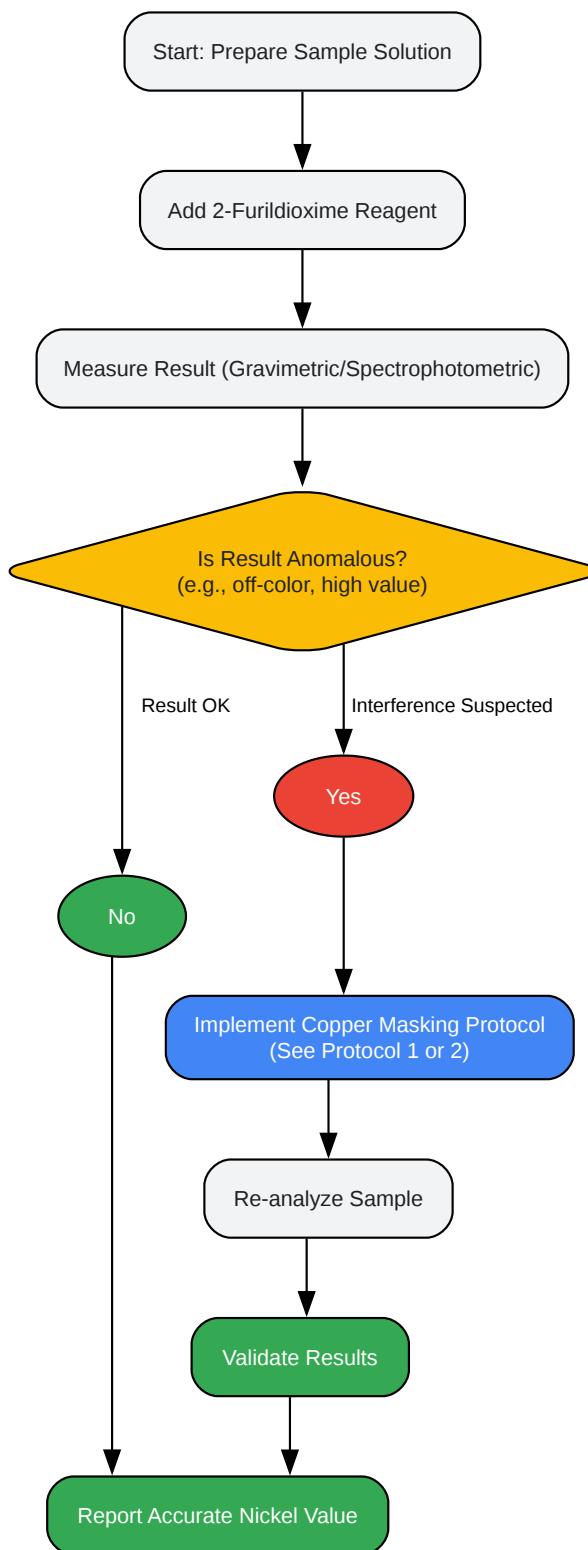 Start: Prepare Sample Solution
Add 2-Furildioxime Reagent
Measure Result (Gravimetric/Spectrophotometric)
Is Result Anomalous?
(e.g., off-color, high value)
Result OK
Interference Suspected
Yes
No
Implement Copper Masking Protocol
(See Protocol 1 or 2)
Re-analyze Sample
Validate Results
Report Accurate Nickel Value